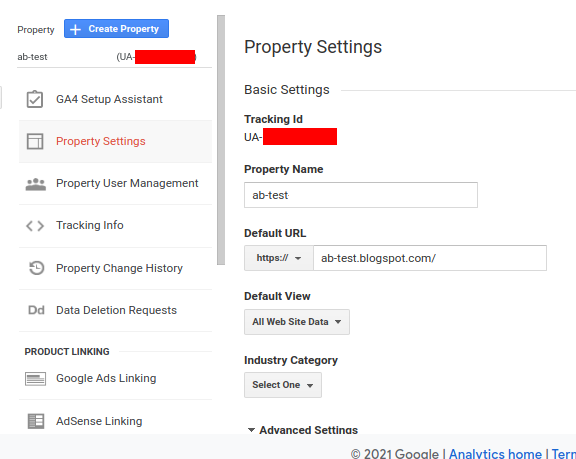 Property + Create Property
ab-test (UA-
GA4 Setup Assistant
Property Settings
Property User Management
Tracking Info
Property Change History
Dd Data Deletion Requests
PRODUCT LINKING
Google Ads Linking
AdSense Linking
Property Settings
Basic Settings
Tracking Id
UA-
Property Name
ab-test
Default URL
https:// ab-test.blogspot.com/
Default View
All Web Site Data
Industry Category
Select One
Advanced Settings
© 2021 Google | Analytics home | Tern